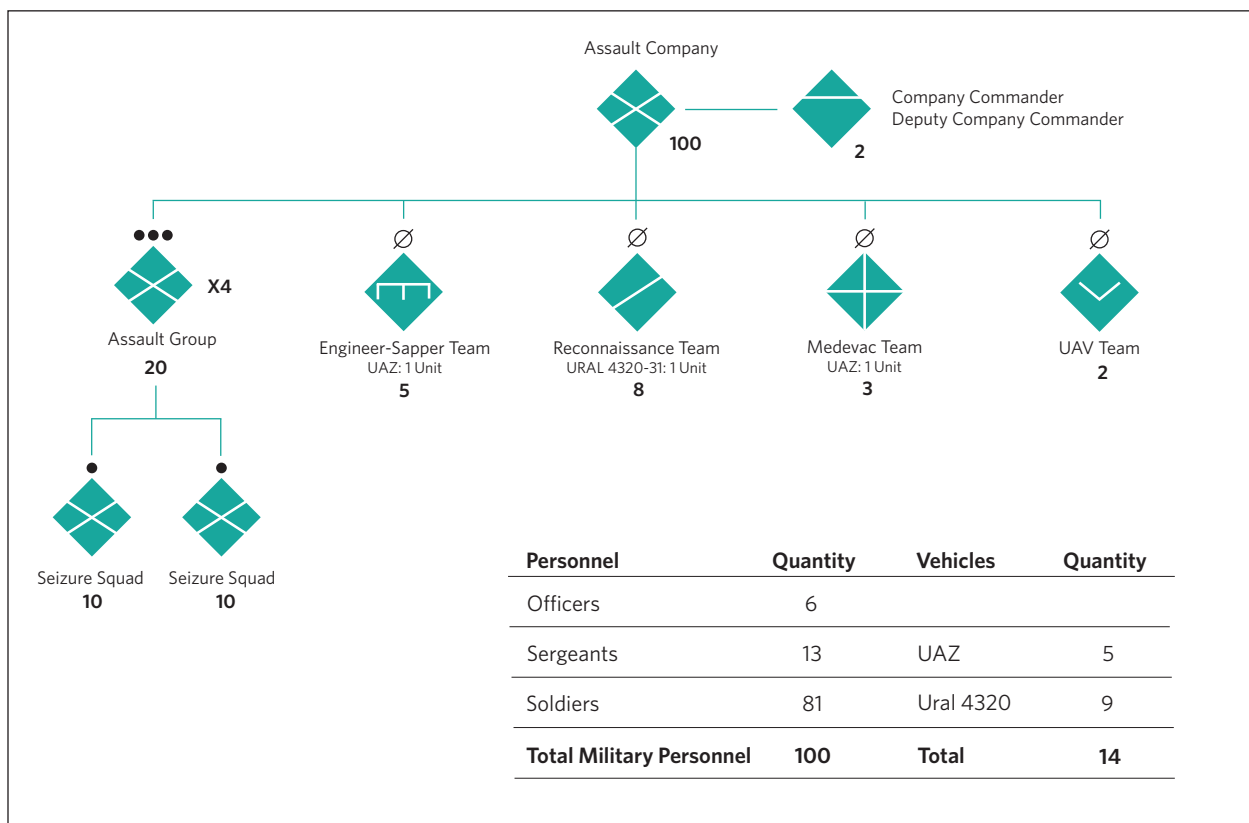 Assault Company
100
Company Commander
Deputy Company Commander
2
X4
Assault Group
20
Engineer-Sapper Team
UAZ: 1 Unit
5
Reconnaissance Team
URAL 4320-31: 1 Unit
8
Medevac Team
UAZ: 1 Unit
3
UAV Team
2
Seizure Squad
10
Seizure Squad
10
Personnel Quantity Vehicles Quantity
Officers 6
Sergeants 13 UAZ 5
Soldiers 81 Ural 4320 9
Total Military Personnel 100 Total 14